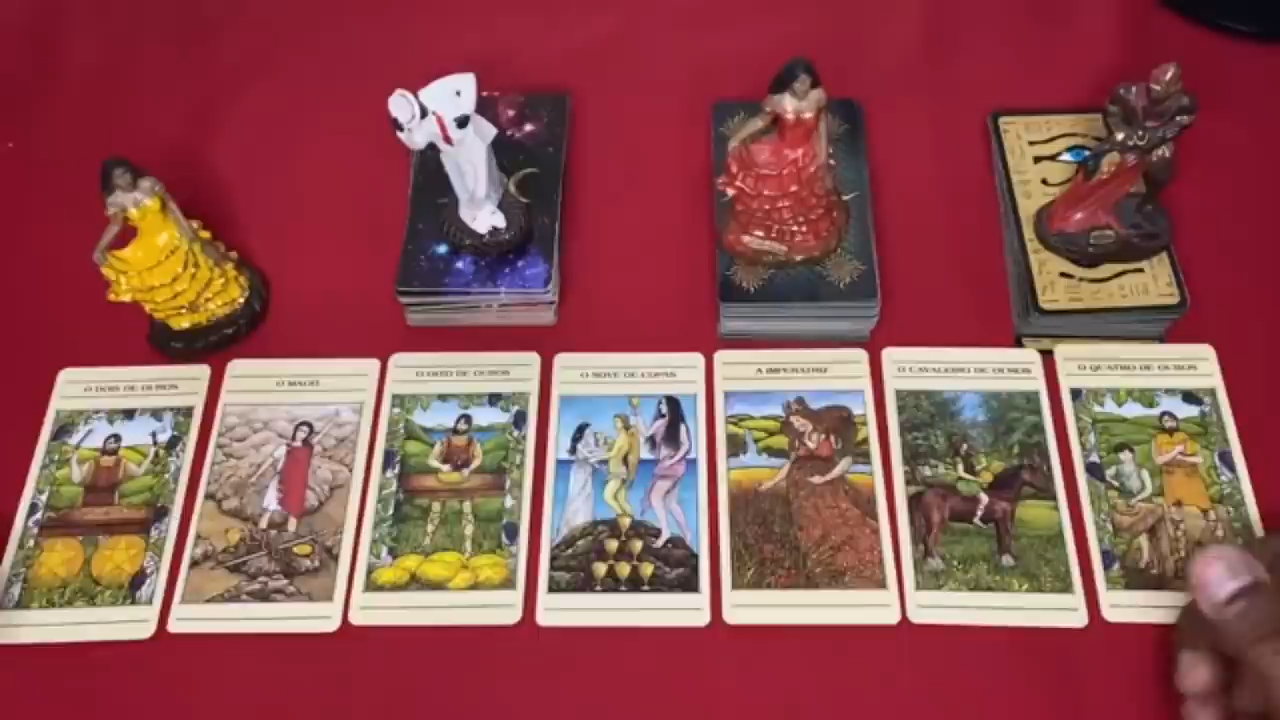 O DOIS DE OUROS
O MAGO
O OITO DE OUROS
O NOVE DE COPAS
A IMPERATRIZ
O CAVALEIRO DE OUROS
O QUATRO DE OUROS